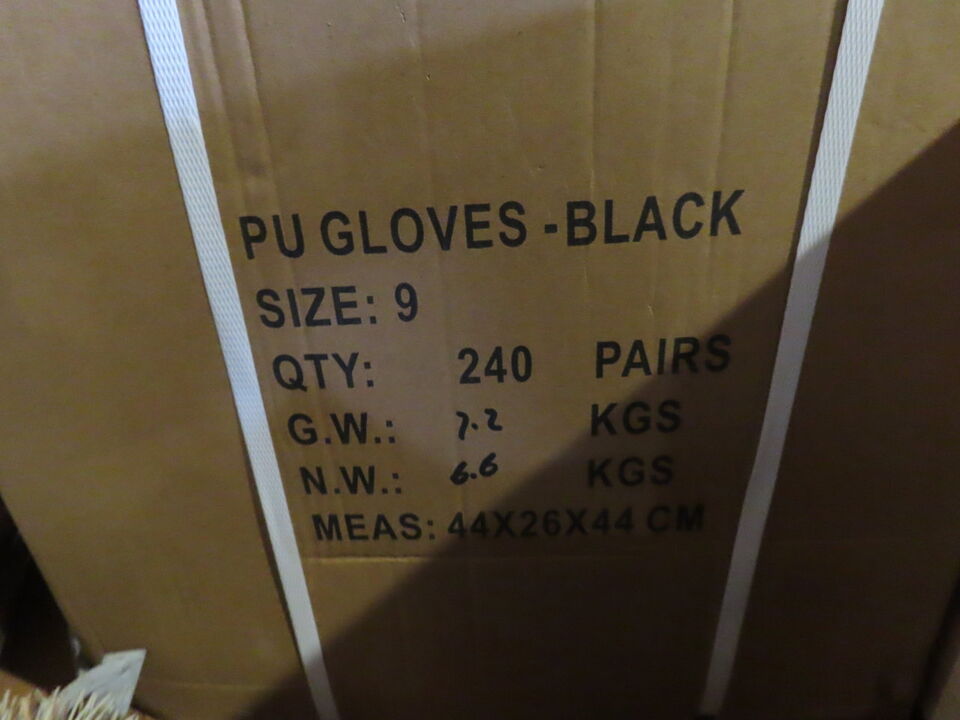 PU GLOVES -BLACK
SIZE: 9
QTY: 240 PAIRS
G.W.: 7.2 KGS
N.W.: 6.6 KGS
MEAS: 44X26X44 CM